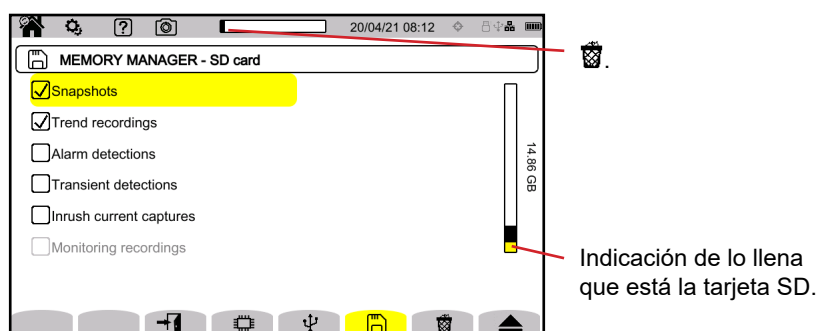 20/04/21 08:12
MEMORY MANAGER - SD card
Snapshots
Trend recordings
Alarm detections
Transient detections
Inrush current captures
Monitoring recordings
14.86 GB
.
Indicación de lo llena
que está la tarjeta SD.